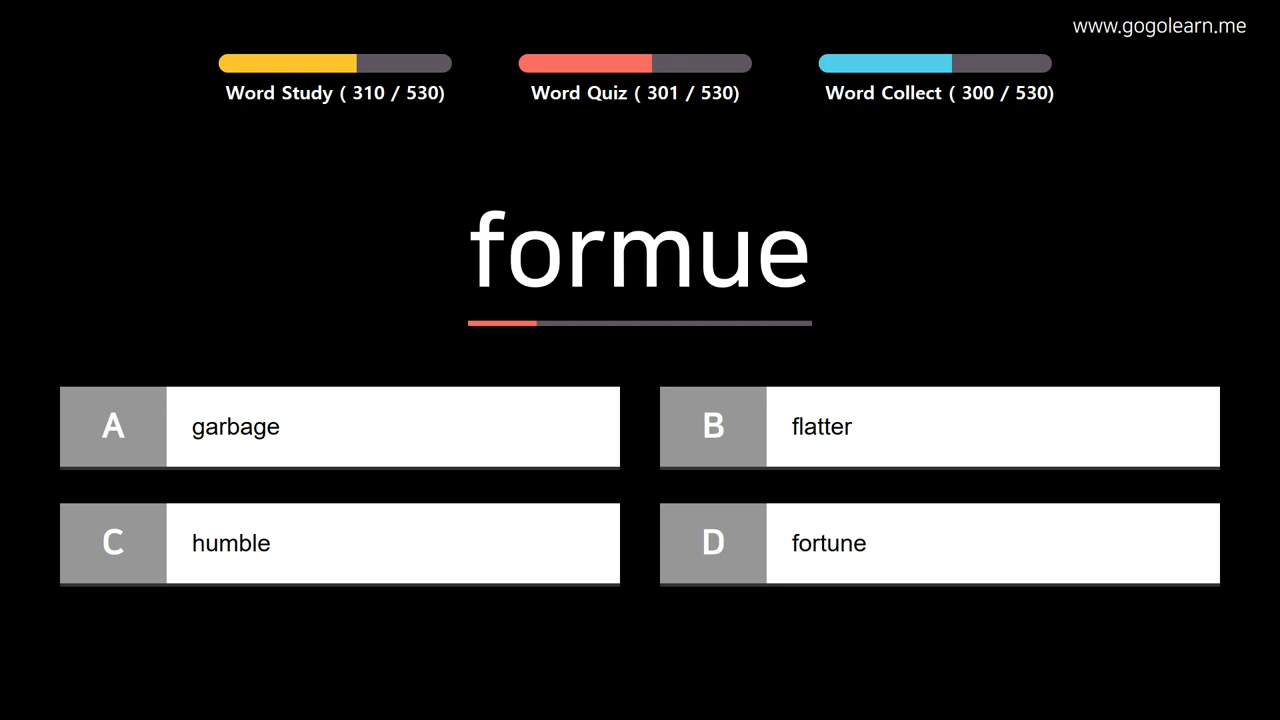 www.gogolearn.me
Word Study ( 310 / 530)
Word Quiz ( 301 / 530)
Word Collect ( 300 / 530)
formue
A garbage
B flatter
C humble
D fortune